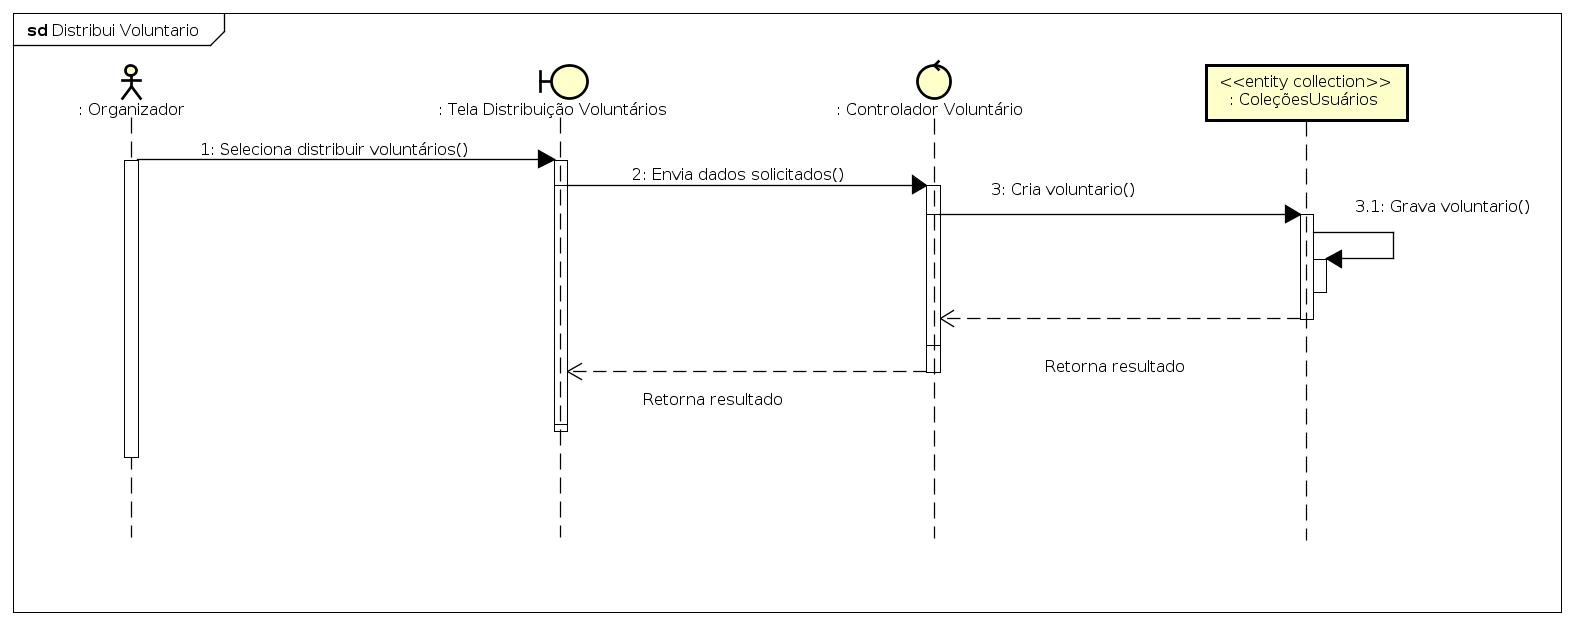 sd Distribui Voluntario
: Organizador
: Tela Distribuição Voluntários
: Controlador Voluntário
<<entity collection>>
: ColeçõesUsuários
1: Seleciona distribuir voluntários()
2: Envia dados solicitados()
3: Cria voluntario()
3.1: Grava voluntario()
Retorna resultado
Retorna resultado